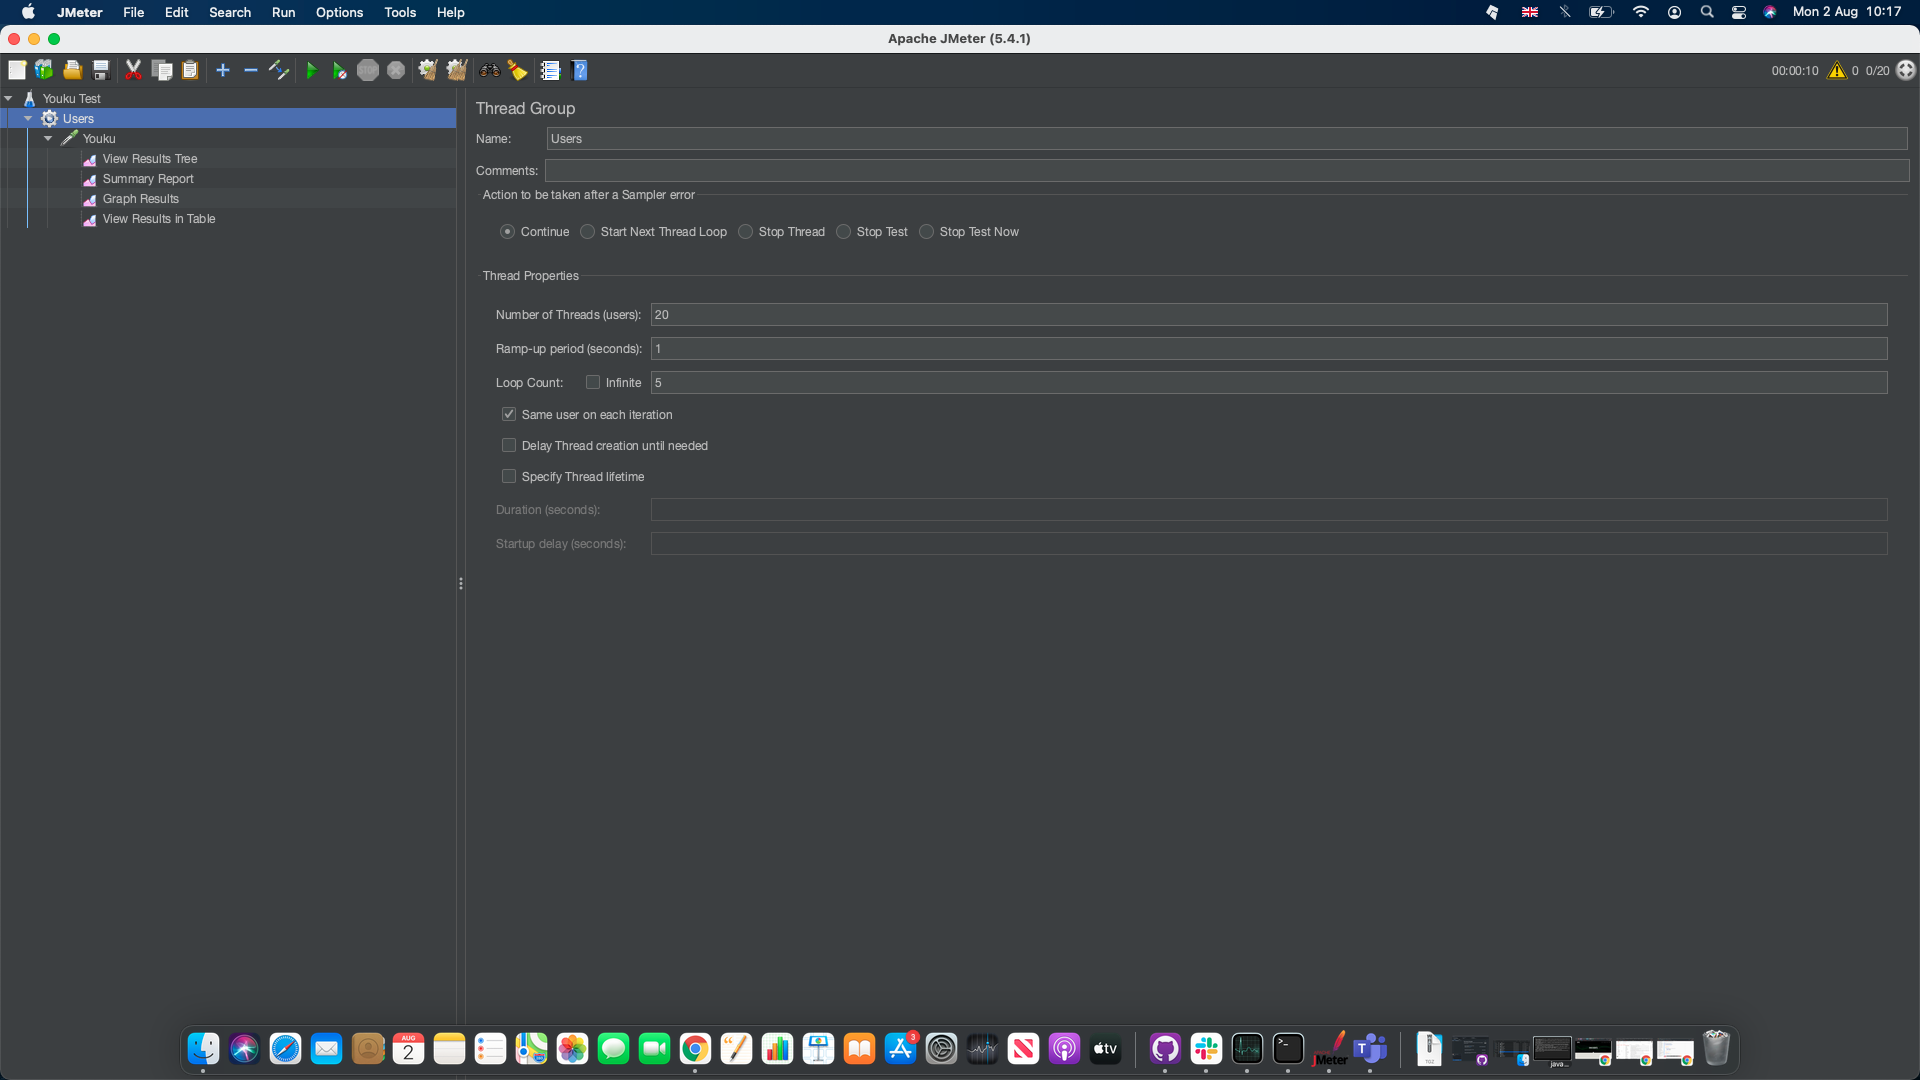 JMeter File Edit Search Run Options Tools Help Mon 2 Aug 10:17
Apache JMeter (5.4.1)
00:00:10 0 0/20
Youku Test
Users
Youku
View Results Tree
Summary Report
Graph Results
View Results in Table
Thread Group
Name: Users
Comments:
Action to be taken after a Sampler error
Continue Start Next Thread Loop Stop Thread Stop Test Stop Test Now
Thread Properties
Number of Threads (users): 20
Ramp-up period (seconds): 1
Loop Count: Infinite 5
Same user on each iteration
Delay Thread creation until needed
Specify Thread lifetime
Duration (seconds):
Startup delay (seconds):
AUG
2
3
tv
JMeter
TGZ
java...